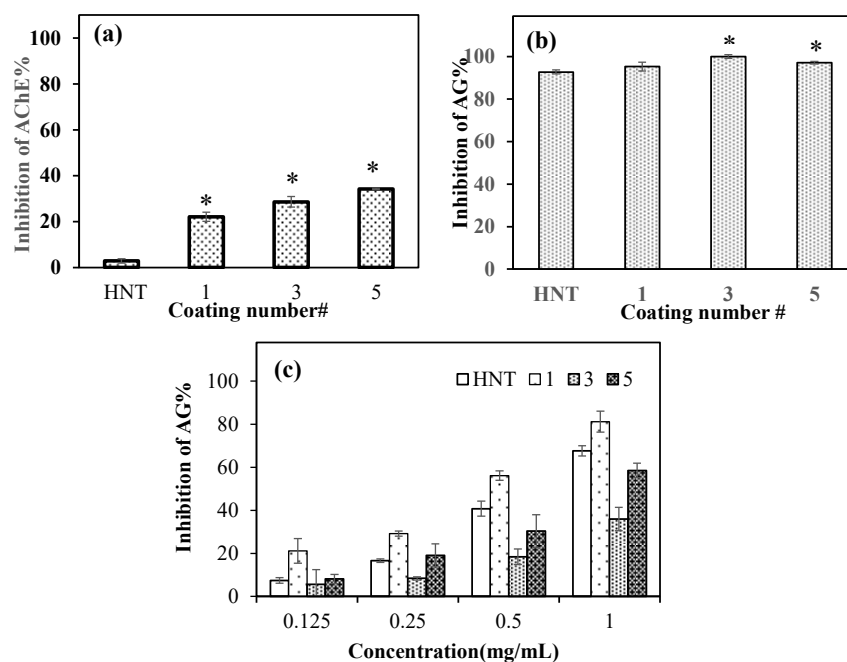 (a)
Inhibition of AChE%
100
80
60
40
20
0
*
*
*
HNT 1 3 5
Coating number#
(b)
Inhibition of AG%
100
80
60
40
20
0
*
*
HNT 1 3 5
Coating number #
(c)
HNT 1 3 5
Inhibition of AG%
100
80
60
40
20
0
0.125 0.25 0.5 1
Concentration(mg/mL)